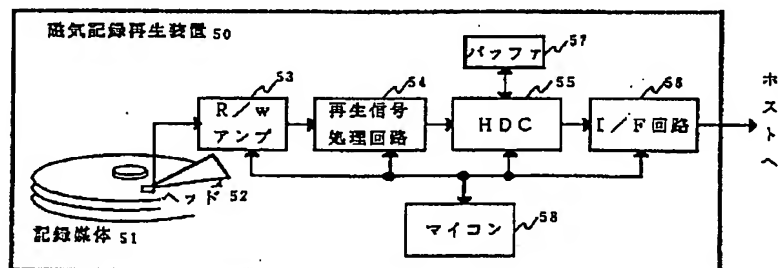 磁気記録再生装置 50
バッファ
57
53
R/w
アンプ
54
再生信号
処理回路
55
HDC
56
I/F回路
ホストへ
ヘッド 52
記録媒体 51
マイコン
58